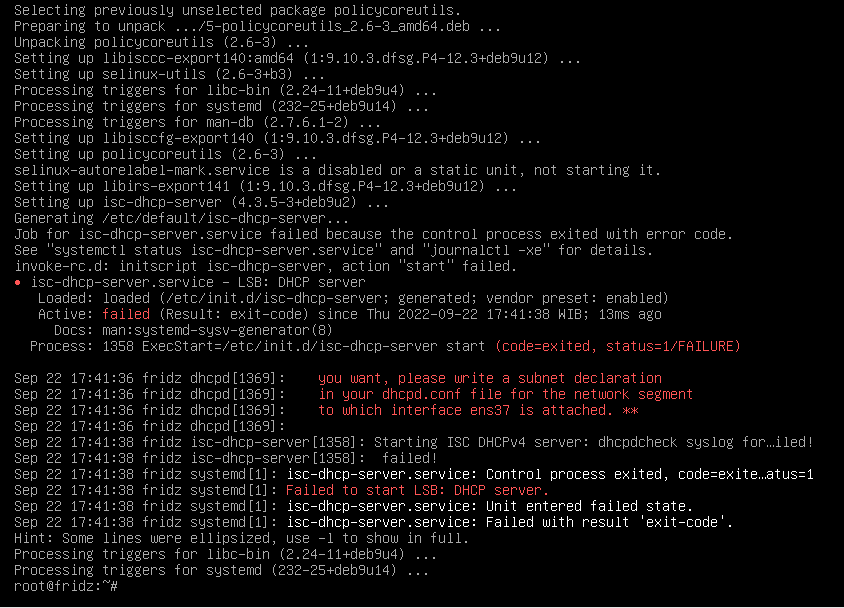 Selecting previously unselected package policycoreutils.
Preparing to unpack .../5-policycoreutils_2.6-3_amd64.deb ...
Unpacking policycoreutils (2.6-3) ...
Setting up libisccc-export140:amd64 (1:9.10.3.dfsg.P4-12.3+deb9u12) ...
Setting up selinux-utils (2.6-3+b3) ...
Processing triggers for libc-bin (2.24-11+deb9u4) ...
Processing triggers for systemd (232-25+deb9u14) ...
Processing triggers for man-db (2.7.6.1-2) ...
Setting up libisccfg-export140 (1:9.10.3.dfsg.P4-12.3+deb9u12) ...
Setting up policycoreutils (2.6-3) ...
selinux-autorelabel-mark.service is a disabled or a static unit, not starting it.
Setting up libirs-export141 (1:9.10.3.dfsg.P4-12.3+deb9u12) ...
Setting up isc-dhcp-server (4.3.5-3+deb9u2) ...
Generating /etc/default/isc-dhcp-server...
Job for isc-dhcp-server.service failed because the control process exited with error code.
See "systemctl status isc-dhcp-server.service" and "journalctl -xe" for details.
invoke-rc.d: initscript isc-dhcp-server, action "start" failed.
● isc-dhcp-server.service - LSB: DHCP server
   Loaded: loaded (/etc/init.d/isc-dhcp-server; generated; vendor preset: enabled)
   Active: failed (Result: exit-code) since Thu 2022-09-22 17:41:38 WIB; 13ms ago
     Docs: man:systemd-sysv-generator(8)
  Process: 1358 ExecStart=/etc/init.d/isc-dhcp-server start (code=exited, status=1/FAILURE)
Sep 22 17:41:36 fridz dhcpd[1369]:    you want, please write a subnet declaration
Sep 22 17:41:36 fridz dhcpd[1369]:    in your dhcpd.conf file for the network segment
Sep 22 17:41:36 fridz dhcpd[1369]:    to which interface ens37 is attached. **
Sep 22 17:41:36 fridz dhcpd[1369]:
Sep 22 17:41:38 fridz isc-dhcp-server[1358]: Starting ISC DHCPv4 server: dhcpdcheck syslog for…iled!
Sep 22 17:41:38 fridz isc-dhcp-server[1358]:  failed!
Sep 22 17:41:38 fridz systemd[1]: isc-dhcp-server.service: Control process exited, code=exite…atus=1
Sep 22 17:41:38 fridz systemd[1]: Failed to start LSB: DHCP server.
Sep 22 17:41:38 fridz systemd[1]: isc-dhcp-server.service: Unit entered failed state.
Sep 22 17:41:38 fridz systemd[1]: isc-dhcp-server.service: Failed with result 'exit-code'.
Hint: Some lines were ellipsized, use -l to show in full.
Processing triggers for libc-bin (2.24-11+deb9u4) ...
Processing triggers for systemd (232-25+deb9u14) ...
root@fridz:~#